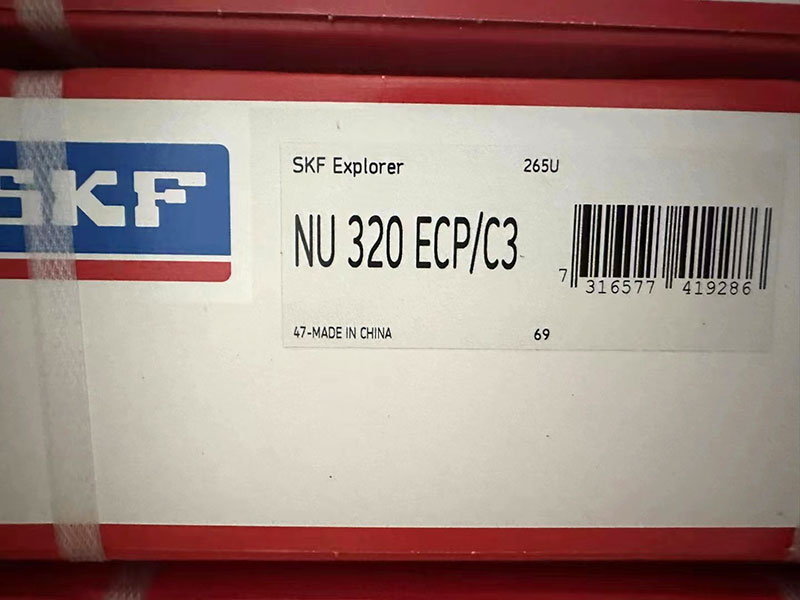 SKF
SKF Explorer 265U
NU 320 ECP/C3
7 316577 419286
47-MADE IN CHINA 69